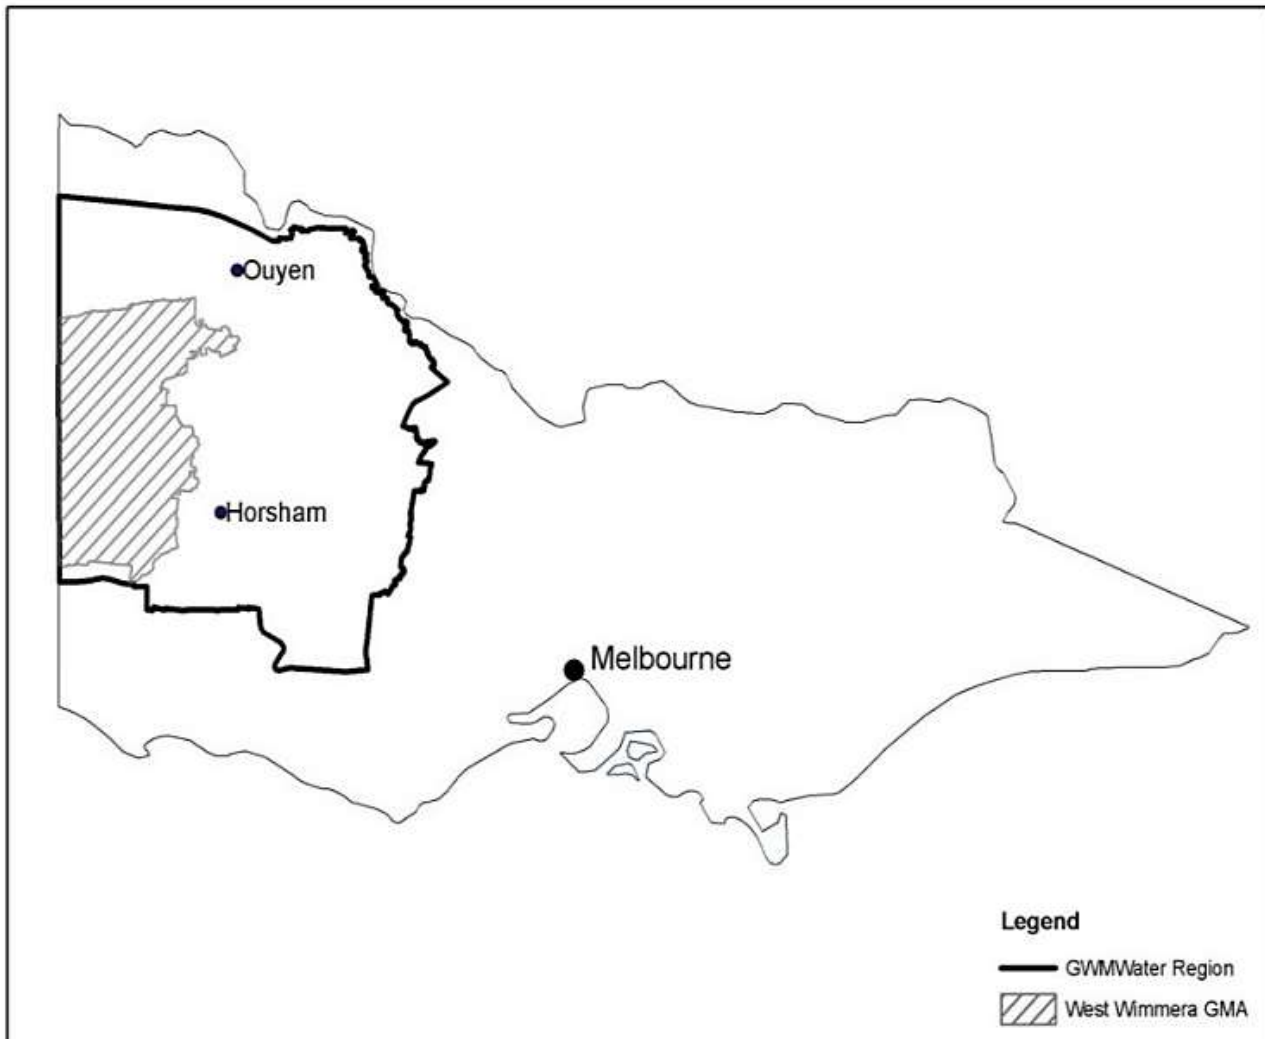 Ouyen
Horsham
Melbourne
Legend
GWMWater Region
West Wimmera GMA